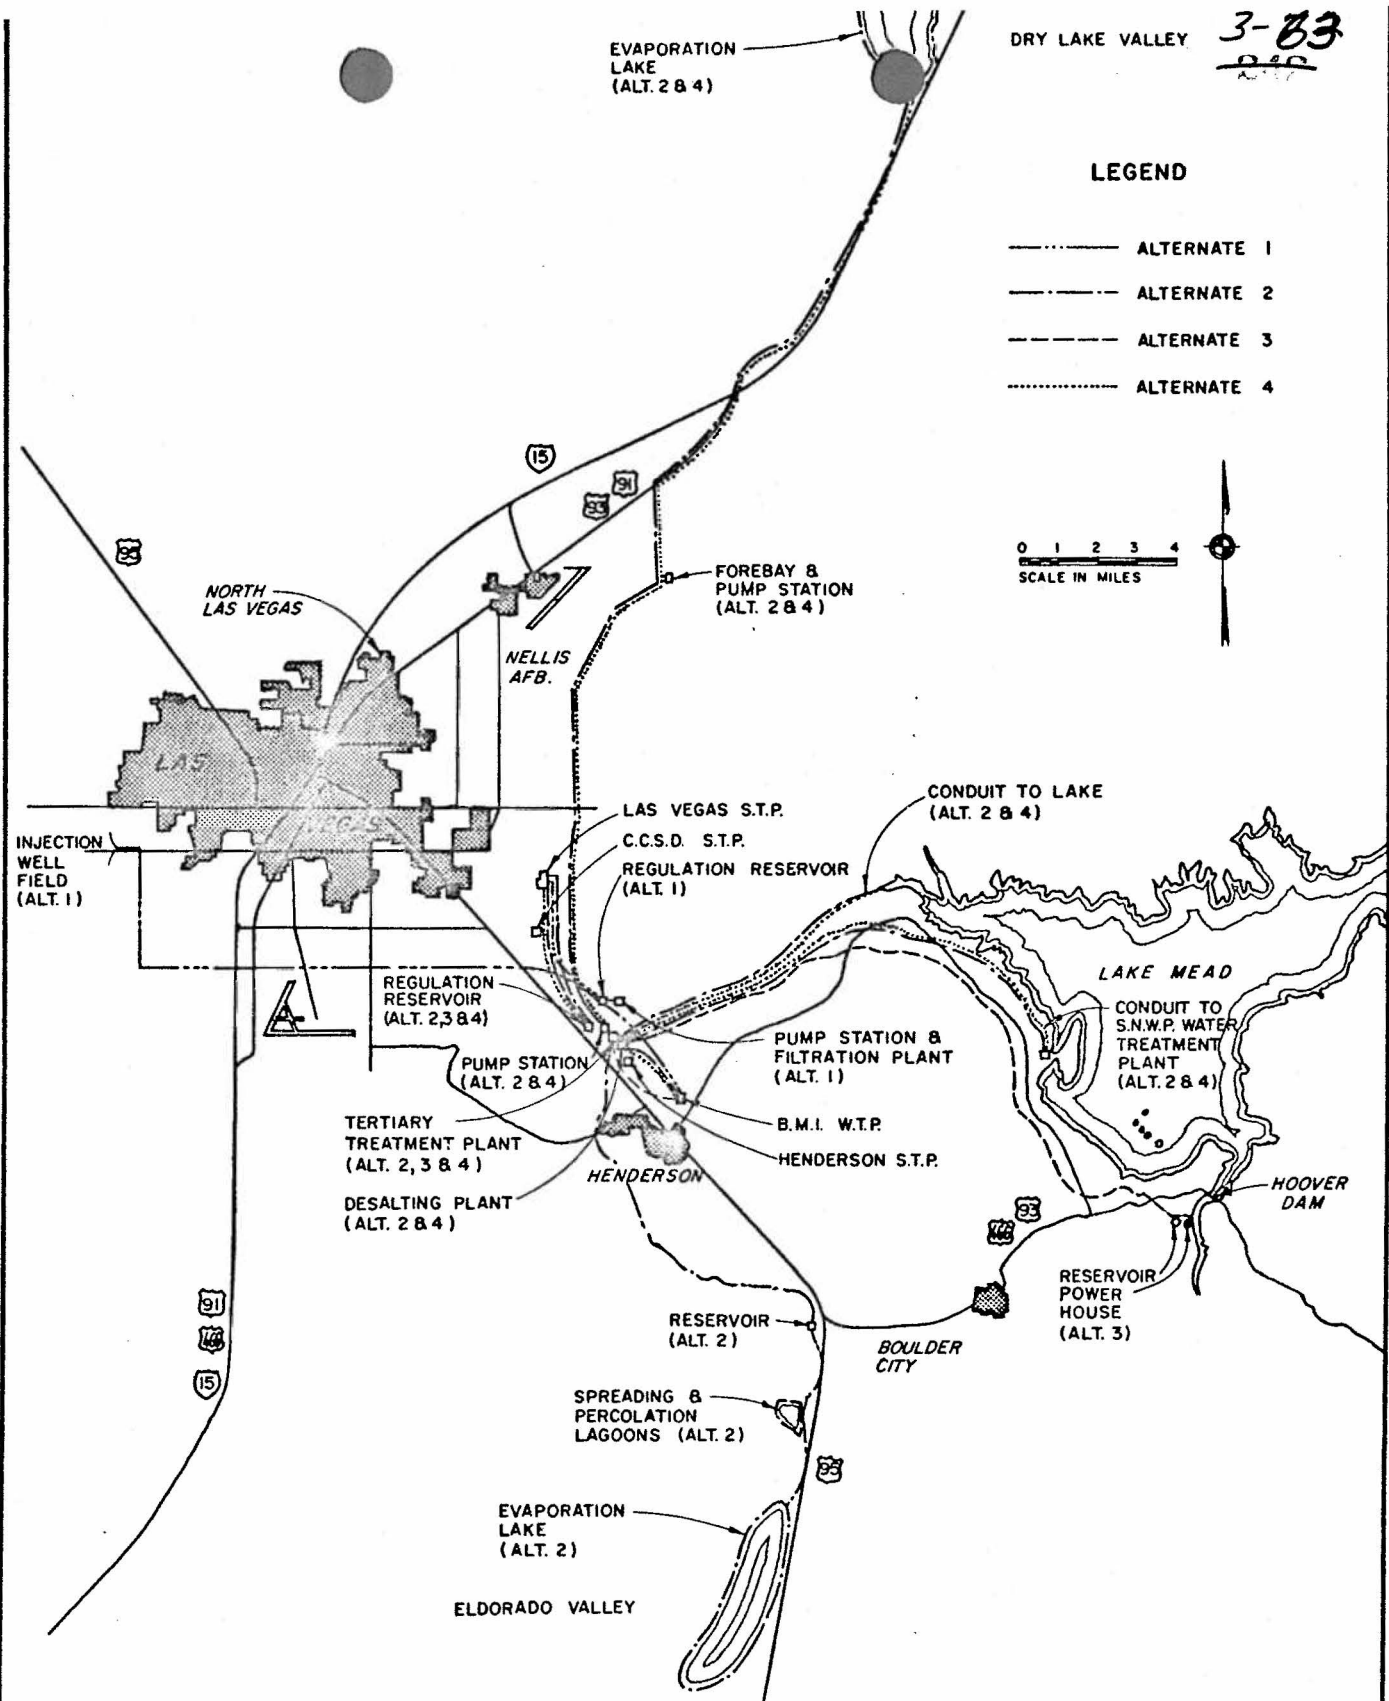 DRY LAKE VALLEY
3-83
EVAPORATION
LAKE
(ALT. 2 & 4)
LEGEND
ALTERNATE 1
ALTERNATE 2
ALTERNATE 3
ALTERNATE 4
15
91
93
95
0 1 2 3 4
SCALE IN MILES
NORTH
LAS VEGAS
FOREBAY &
PUMP STATION
(ALT. 2 & 4)
NELLIS
AFB.
LAS
VEGAS
CONDUIT TO LAKE
(ALT. 2 & 4)
LAS VEGAS S.T.P.
C.C.S.D. S.T.P.
REGULATION RESERVOIR
(ALT. 1)
INJECTION
WELL
FIELD
(ALT. 1)
LAKE MEAD
REGULATION
RESERVOIR
(ALT. 2,3 & 4)
CONDUIT TO
S.N.W.P. WATER
TREATMENT
PLANT
(ALT. 2 & 4)
PUMP STATION &
FILTRATION PLANT
(ALT. 1)
PUMP STATION
(ALT. 2 & 4)
TERTIARY
TREATMENT PLANT
(ALT. 2, 3 & 4)
B.M.I. W.T.P.
HENDERSON S.T.P.
HENDERSON
DESALTING PLANT
(ALT. 2 & 4)
HOOVER
DAM
93
466
RESERVOIR
POWER
HOUSE
(ALT. 3)
91
466
15
RESERVOIR
(ALT. 2)
BOULDER
CITY
SPREADING &
PERCOLATION
LAGOONS (ALT. 2)
95
EVAPORATION
LAKE
(ALT. 2)
ELDORADO VALLEY